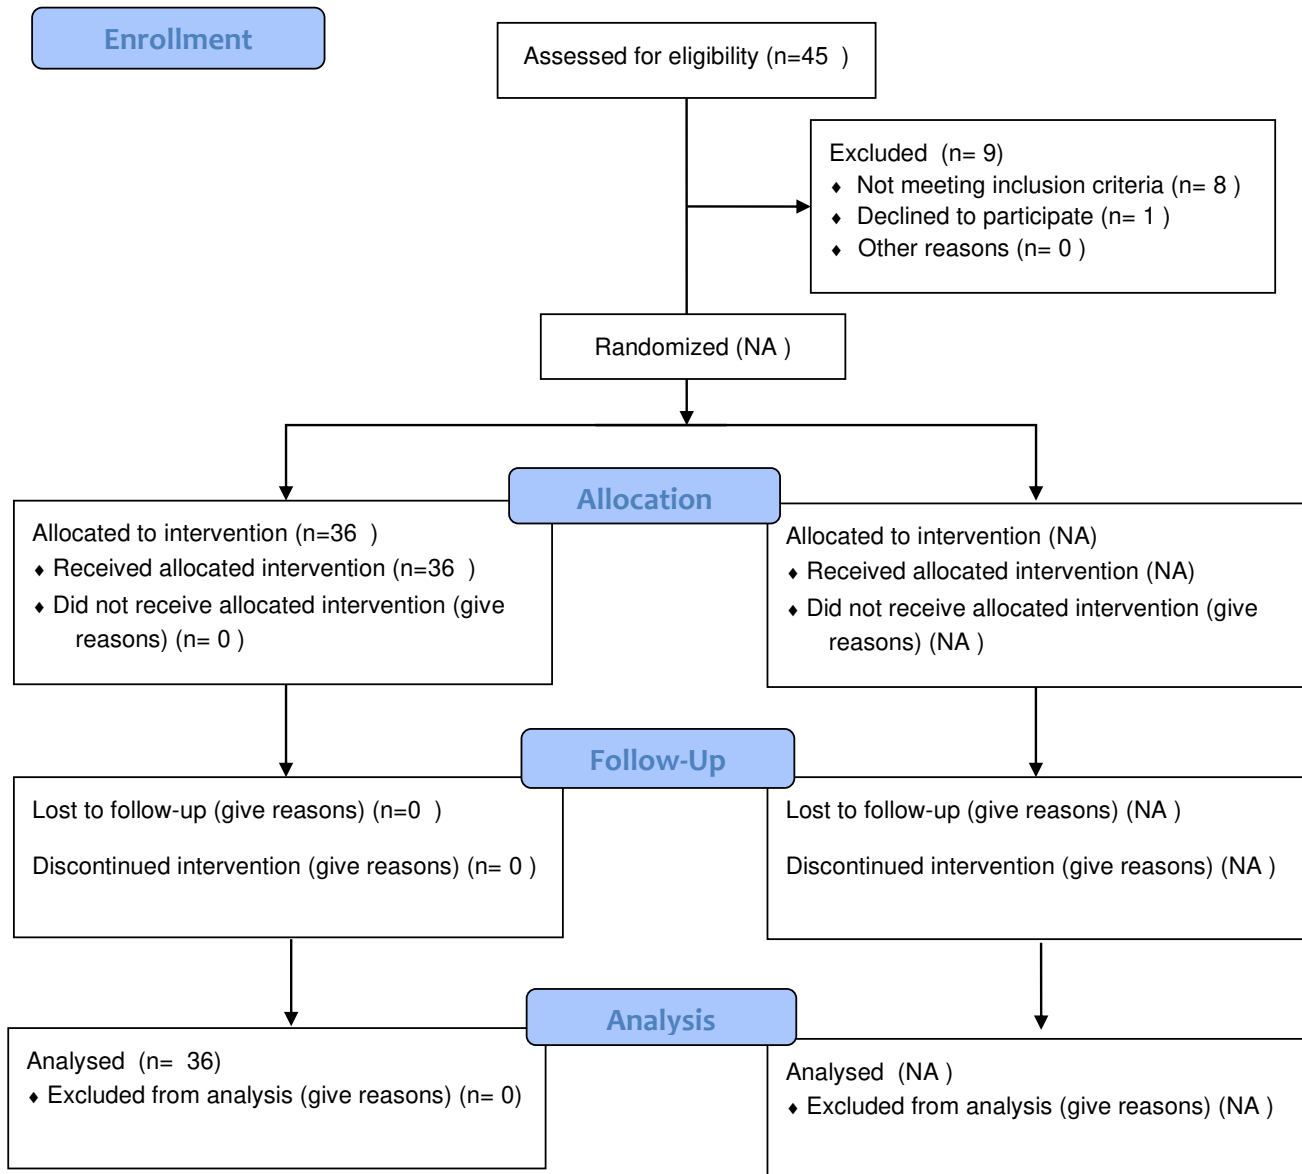 Enrollment
Assessed for eligibility (n=45 )
Excluded (n= 9)
♦ Not meeting inclusion criteria (n= 8 )
♦ Declined to participate (n= 1 )
♦ Other reasons (n= 0 )
Randomized (NA )
Allocation
Allocated to intervention (n=36 )
♦ Received allocated intervention (n=36 )
♦ Did not receive allocated intervention (give
reasons) (n= 0 )
Allocated to intervention (NA)
♦ Received allocated intervention (NA)
♦ Did not receive allocated intervention (give
reasons) (NA )
Follow-Up
Lost to follow-up (give reasons) (n=0 )
Discontinued intervention (give reasons) (n= 0 )
Lost to follow-up (give reasons) (NA )
Discontinued intervention (give reasons) (NA )
Analysis
Analysed (n= 36)
♦ Excluded from analysis (give reasons) (n= 0)
Analysed (NA )
♦ Excluded from analysis (give reasons) (NA )